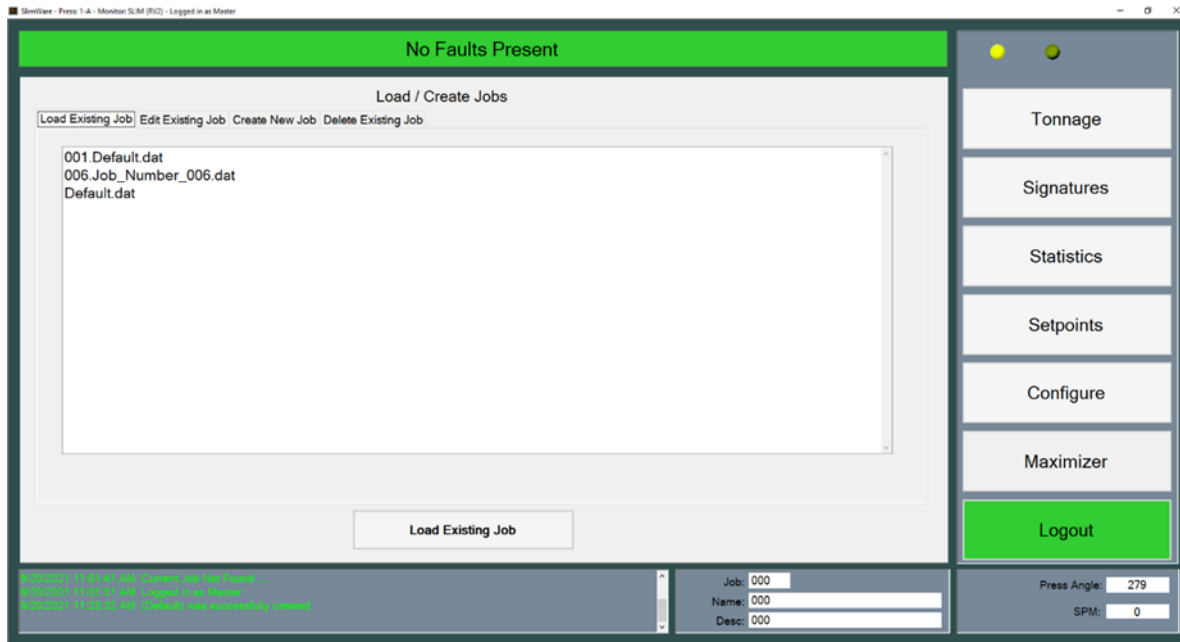 SlimWare - Press: 1-A - Monitor: SLIM (RV2) - Logged in as Master
No Faults Present
Load / Create Jobs
Load Existing Job Edit Existing Job Create New Job Delete Existing Job
001.Default.dat
006.Job_Number_006.dat
Default.dat
Load Existing Job
Tonnage
Signatures
Statistics
Setpoints
Configure
Maximizer
Logout
9/20/2021 11:01:41 AM Current Job Not Found...
9/20/2021 11:01:51 AM Logged in as Master
9/20/2021 11:23:32 AM (Default) was successfully created
Job: 000
Name: 000
Desc: 000
Press Angle: 279
SPM: 0